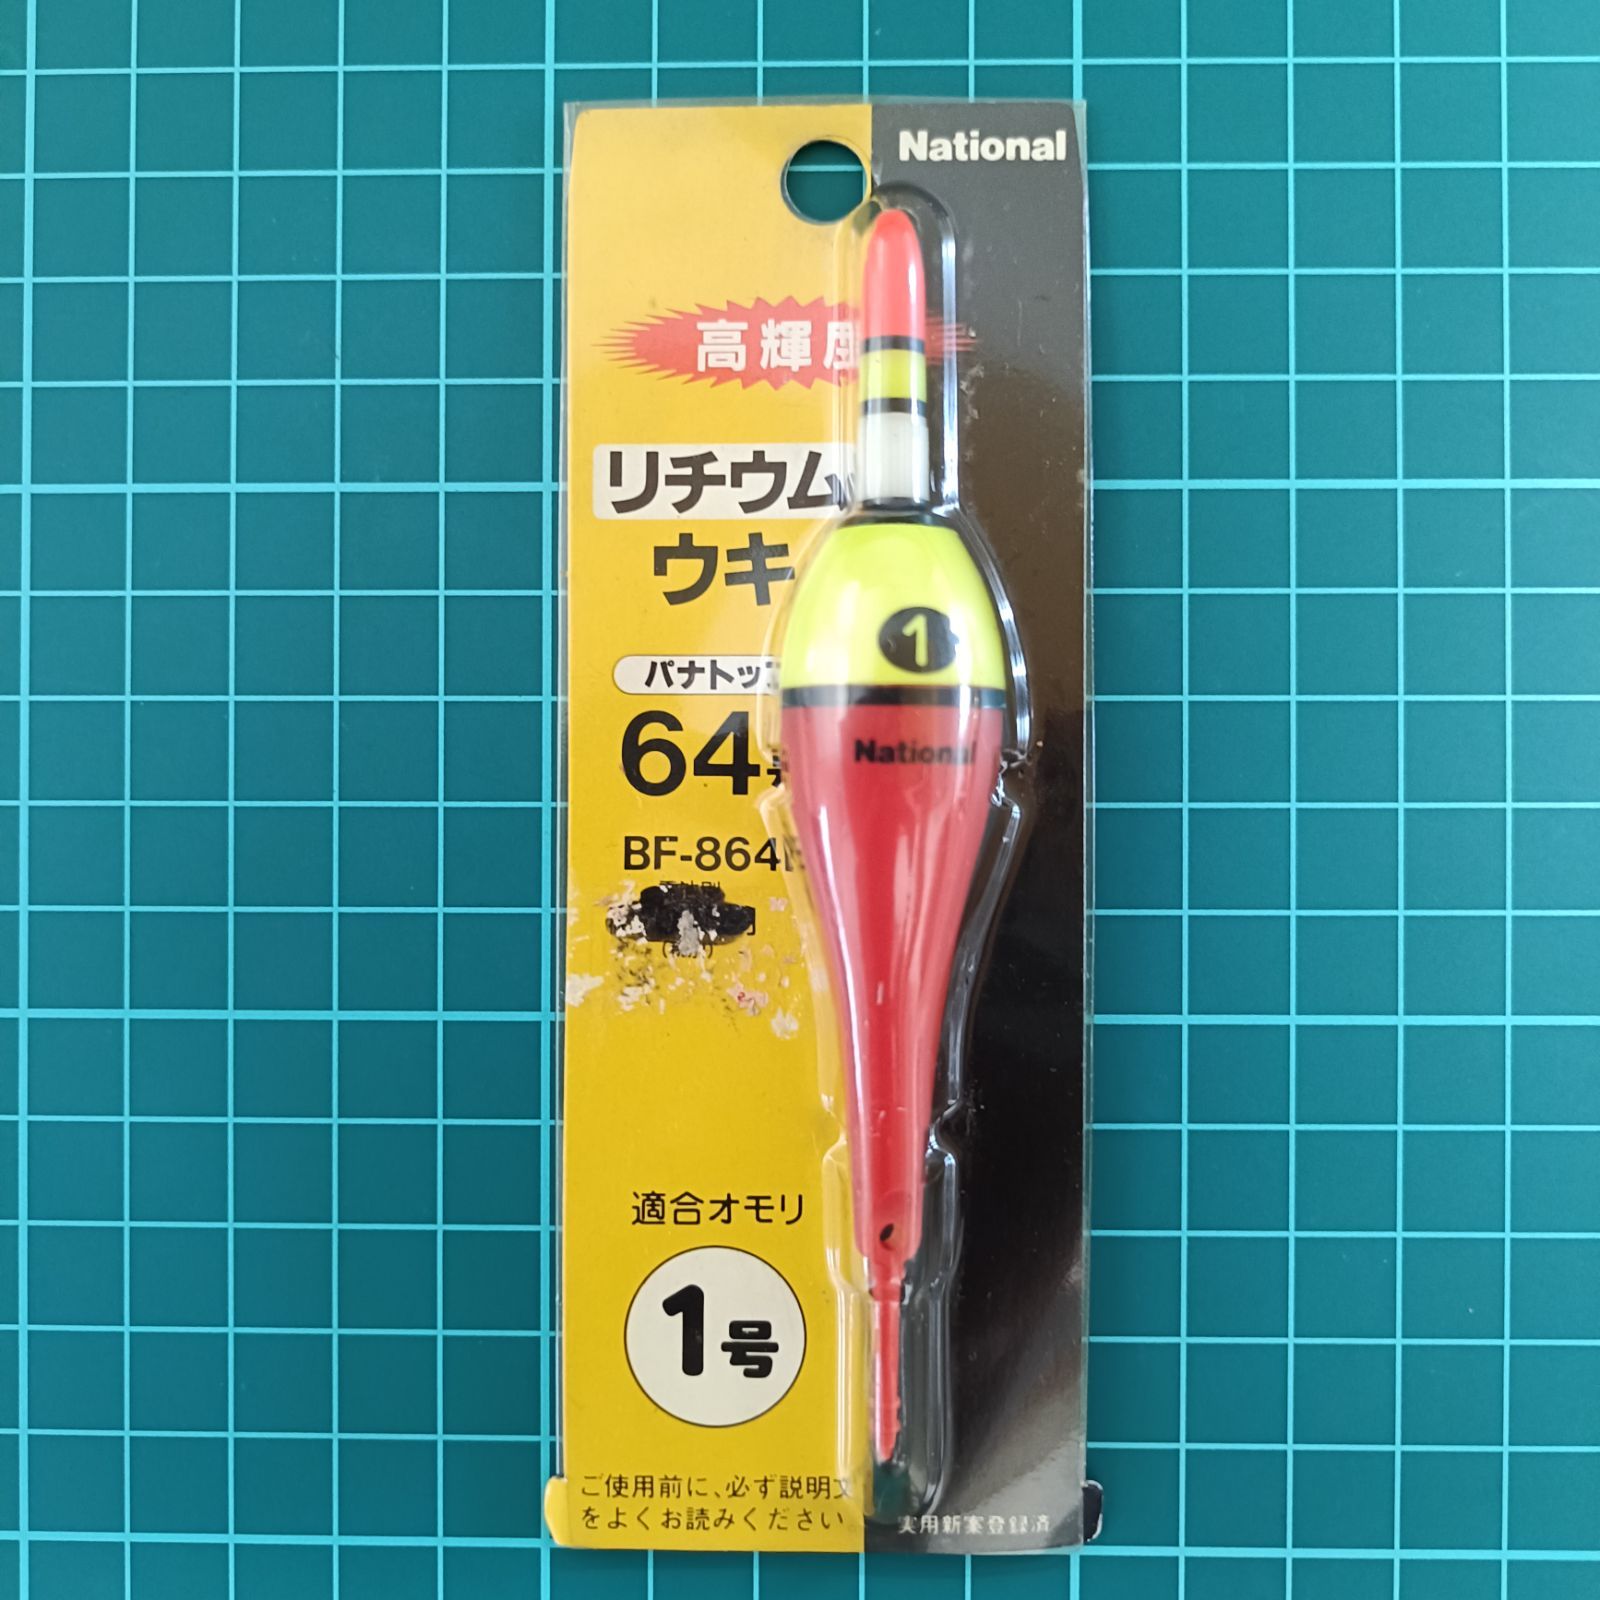 National
高輝度
リチウム
ウキ
パナトップ
64
BF-864
1
National
適合オモリ
1号
ご使用前に、必ず説明文
をよくお読みください
実用新案登録済